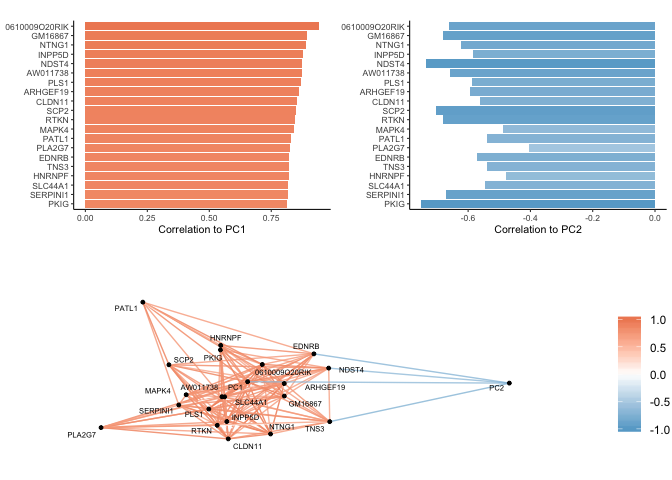 0610009O20RIK
GM16867
NTNG1
INPP5D
NDST4
AW011738
PLS1
ARHGEF19
CLDN11
SCP2
RTKN
MAPK4
PATL1
PLA2G7
EDNRB
TNS3
HNRNPF
SLC44A1
SERPINI1
PKIG
0.00 0.25 0.50 0.75
Correlation to PC1
0610009O20RIK
GM16867
NTNG1
INPP5D
NDST4
AW011738
PLS1
ARHGEF19
CLDN11
SCP2
RTKN
MAPK4
PATL1
PLA2G7
EDNRB
TNS3
HNRNPF
SLC44A1
SERPINI1
PKIG
-0.6 -0.4 -0.2 0.0
Correlation to PC2
PATL1
HNRNPF
EDNRB
PKIG
SCP2
0610009O20RIK
NDST4
AW011738
PC1
ARHGEF19
PC2
MAPK4
SLC44A1
GM16867
SERPINI1
PLS1
INPP5D
PLA2G7
RTKN
NTNG1
TNS3
CLDN11
1.0
0.5
0.0
-0.5
-1.0